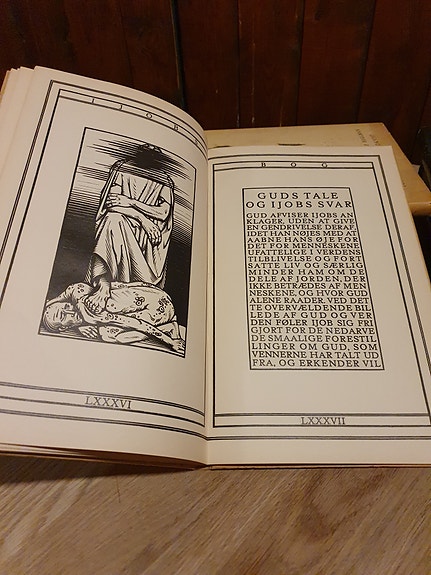 IJOB
LXXXVI
BOG
GUDS TALE
OG IJOBS SVAR
GUD AFVISER IJOBS AN
KLAGER, UDEN AT GIVE
EN GENDRIVELSE DERAF,
IDET HAN NØJES MED AT
AABNE HANS ØJE FOR
DET FOR MENNESKENE
UFATTELIGE I VERDENS
TILBLIVELSE OG FORT
SATTE LIV OG SÆRLIG
MINDER HAM OM DE
DELE AF JORDEN, DER
IKKE BETRÆDES AF MEN
NESKENE, OG HVOR GUD
ALENE RAADER. VED DET
TE OVERVÆLDENDE BIL
LEDE AF GUD OG VER
DEN FØLER IJOB SIG FRI
GJORT FOR DE NEDARVE
DE SMAALIGE FORESTIL
LINGER OM GUD, SOM
VENNERNE HAR TALT UD
FRA, OG ERKENDER VIL
LXXXVII